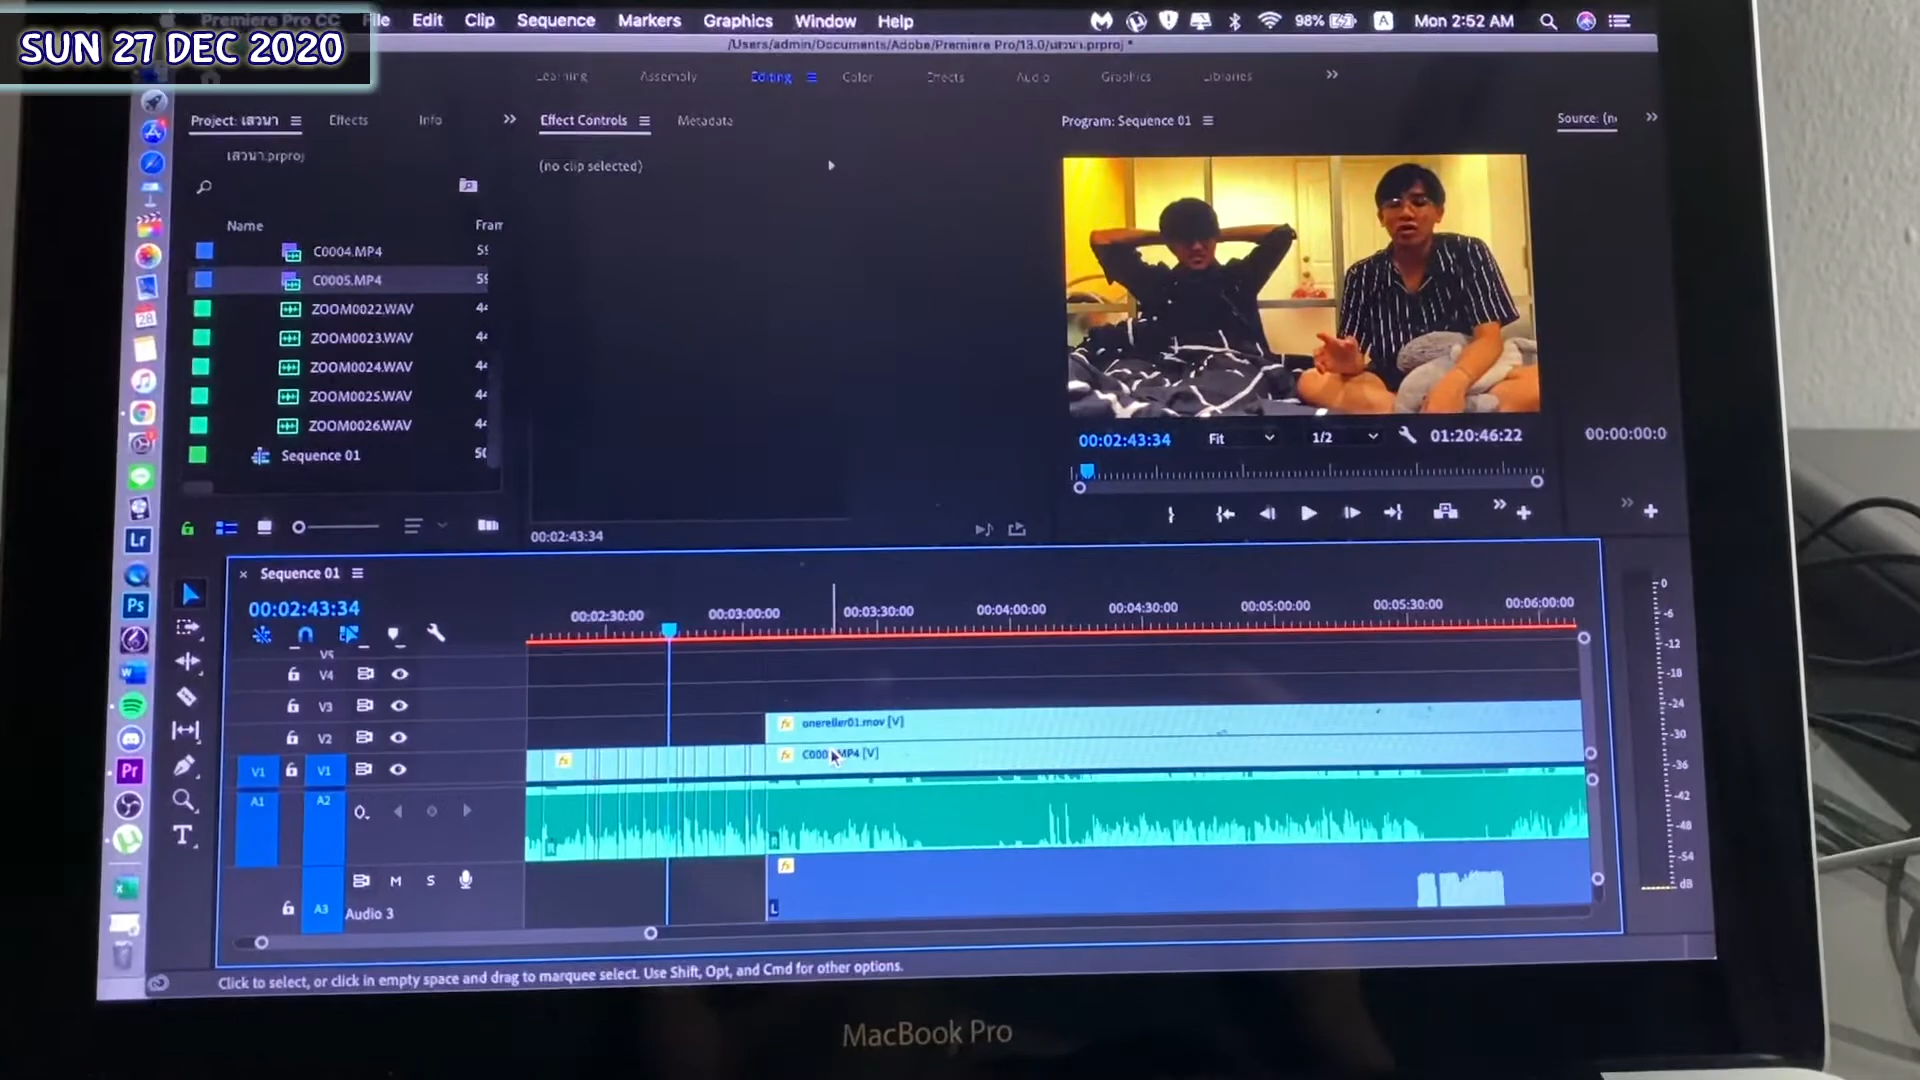 SUN 27 DEC 2020
Premiere Pro CC File Edit Clip Sequence Markers Graphics Window Help
98% A Mon 2:52 AM
/Users/admin/Documents/Adobe/Premiere Pro/13.0/เสวนา.prproj *
Learning Assembly Editing Color Effects Audio Graphics Libraries
Project: เสวนา Effects Info
เสวนา.prproj
Name Fram
C0004.MP4 59
C0005.MP4 59
ZOOM0022.WAV 44
ZOOM0023.WAV 44
ZOOM0024.WAV 44
ZOOM0025.WAV 44
ZOOM0026.WAV 44
Sequence 01 50
Effect Controls Metadata
(no clip selected)
00:02:43:34
Program: Sequence 01
00:02:43:34 Fit 1/2 01:20:46:22
Source: (n
00:00:00:0
28
Lr
Ps
Pr
Sequence 01
00:02:43:34
00:02:30:00 00:03:00:00 00:03:30:00 00:04:00:00 00:04:30:00 00:05:00:00 00:05:30:00 00:06:00:00
V5
V4
V3
V2
V1 V1
A1 A2
M S
A3 Audio 3
fx onereller01.mov [V]
fx MP4 [V]
fx
fx
R
R
L
T
0
-6
-12
-18
-24
-30
-36
-42
-48
-54
dB
Click to select, or click in empty space and drag to marquee select. Use Shift, Opt, and Cmd for other options.
MacBook Pro